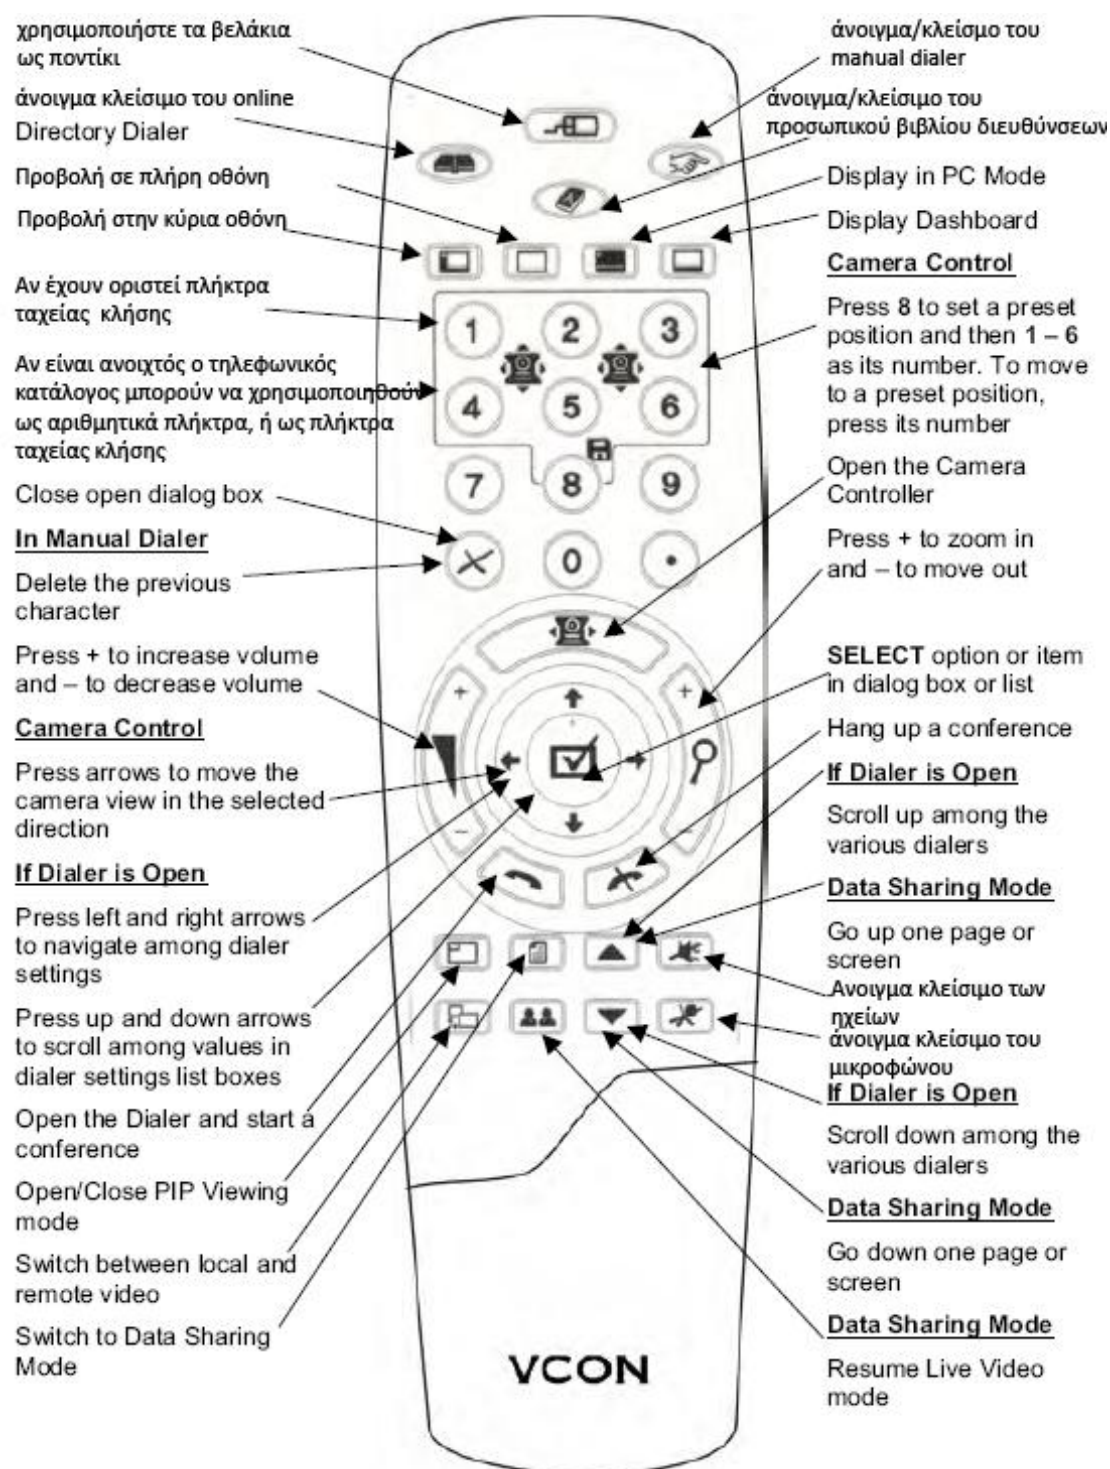 χρησιμοποιήστε τα βελάκια
ως ποντίκι
άνοιγμα κλείσιμο του online
Directory Dialer
Προβολή σε πλήρη οθόνη
Προβολή στην κύρια οθόνη
Αν έχουν οριστεί πλήκτρα
ταχείας κλήσης
Αν είναι ανοιχτός ο τηλεφωνικός
κατάλογος μπορούν να χρησιμοποιηθούν
ως αριθμητικά πλήκτρα, ή ως πλήκτρα
ταχείας κλήσης
Close open dialog box
In Manual Dialer
Delete the previous
character
Press + to increase volume
and – to decrease volume
Camera Control
Press arrows to move the
camera view in the selected
direction
If Dialer is Open
Press left and right arrows
to navigate among dialer
settings
Press up and down arrows
to scroll among values in
dialer settings list boxes
Open the Dialer and start a
conference
Open/Close PIP Viewing
mode
Switch between local and
remote video
Switch to Data Sharing
Mode
1 2 3
4 5 6
7 8 9
0 •
+ +
– –
VCON
άνοιγμα/κλείσμο του
manual dialer
άνοιγμα/κλείσιμο του
προσωπικού βιβλίου διευθύνσεων
Display in PC Mode
Display Dashboard
Camera Control
Press 8 to set a preset
position and then 1 – 6
as its number. To move
to a preset position,
press its number
Open the Camera
Controller
Press + to zoom in
and – to move out
SELECT option or item
in dialog box or list
Hang up a conference
If Dialer is Open
Scroll up among the
various dialers
Data Sharing Mode
Go up one page or
screen
Ανοιγμα κλείσιμο των
ηχείων
άνοιγμα κλείσιμο του
μικροφώνου
If Dialer is Open
Scroll down among the
various dialers
Data Sharing Mode
Go down one page or
screen
Data Sharing Mode
Resume Live Video
mode